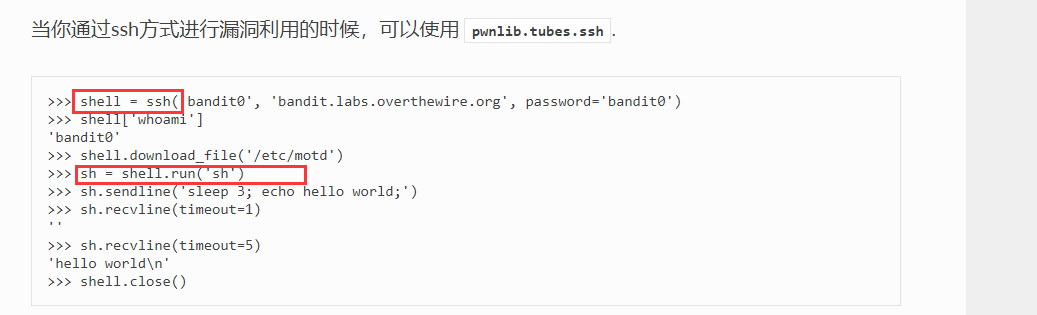 当你通过ssh方式进行漏洞利用的时候，可以使用 pwnlib.tubes.ssh.
>>> shell = ssh('bandit0', 'bandit.labs.overthewire.org', password='bandit0')
>>> shell['whoami']
'bandit0'
>>> shell.download_file('/etc/motd')
>>> sh = shell.run('sh')
>>> sh.sendline('sleep 3; echo hello world;')
>>> sh.recvline(timeout=1)
''
>>> sh.recvline(timeout=5)
'hello world\n'
>>> shell.close()